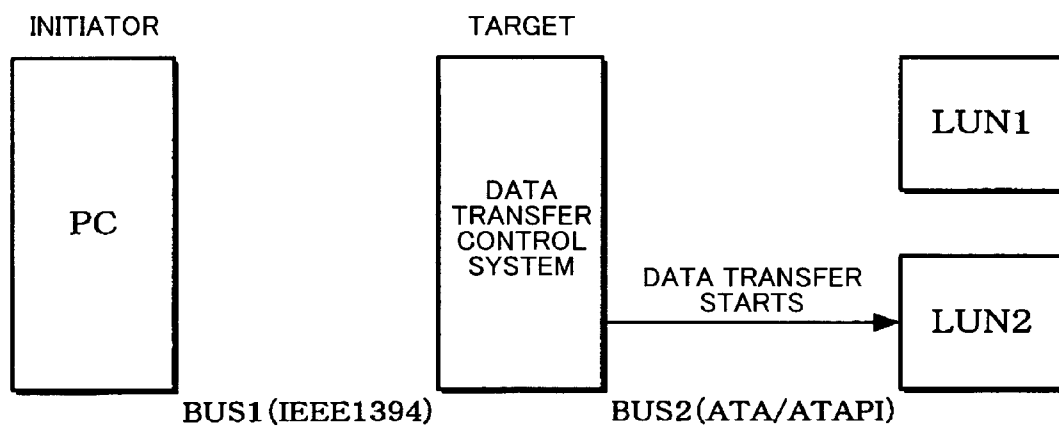 INITIATOR
TARGET
PC
DATA
TRANSFER
CONTROL
SYSTEM
LUN1
DATA TRANSFER
STARTS
LUN2
BUS1(IEEE1394)
BUS2(ATA/ATAPI)